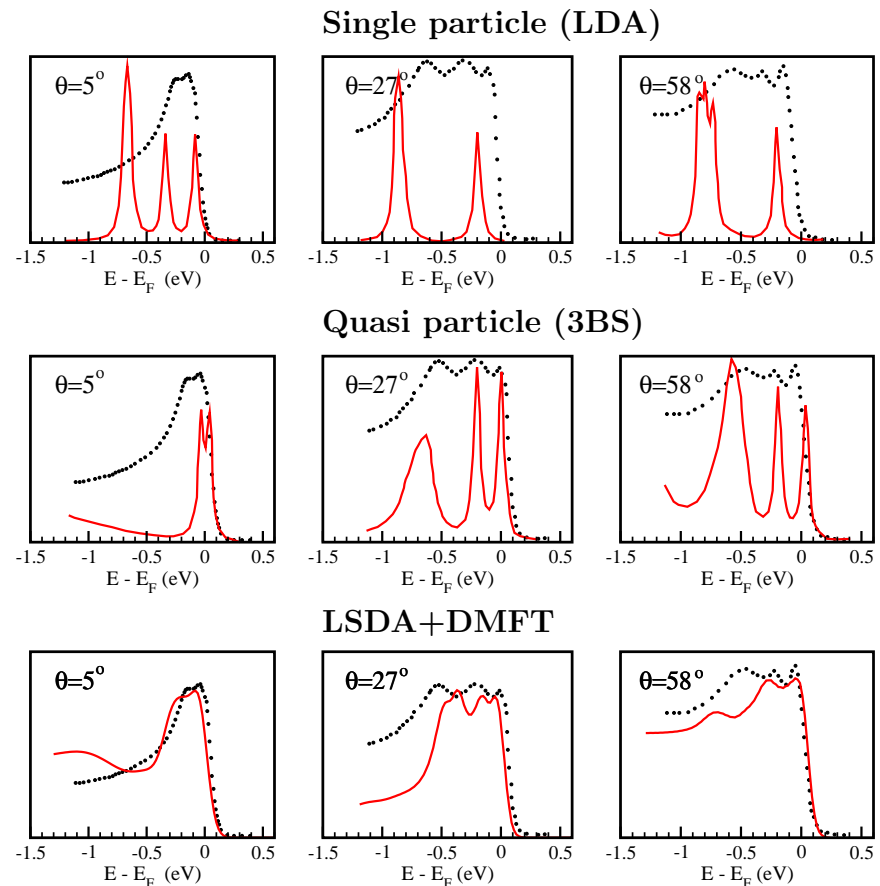 Single particle (LDA)
θ=5°
θ=27°
θ=58°
-1.5 -1 -0.5 0 0.5
-1.5 -1 -0.5 0 0.5
-1.5 -1 -0.5 0 0.5
E - E_F (eV)
E - E_F (eV)
E - E_F (eV)
Quasi particle (3BS)
θ=5°
θ=27°
θ=58°
-1.5 -1 -0.5 0 0.5
-1.5 -1 -0.5 0 0.5
-1.5 -1 -0.5 0 0.5
E - E_F (eV)
E - E_F (eV)
E - E_F (eV)
LSDA+DMFT
θ=5°
θ=27°
θ=58°
-1.5 -1 -0.5 0 0.5
-1.5 -1 -0.5 0 0.5
-1.5 -1 -0.5 0 0.5
E - E_F (eV)
E - E_F (eV)
E - E_F (eV)